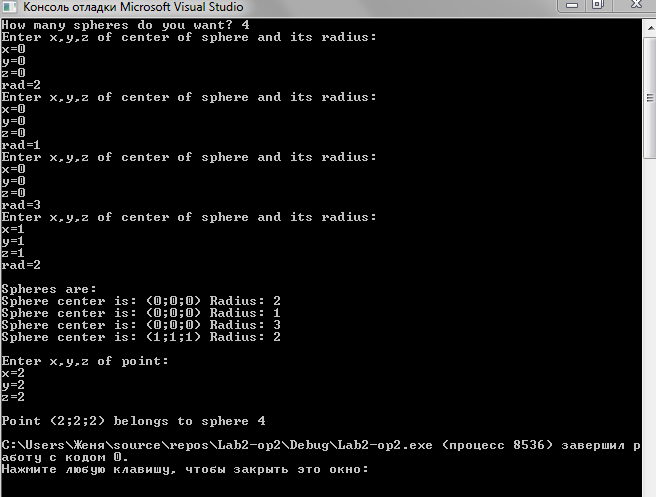 Консоль отладки Microsoft Visual Studio
How many spheres do you want? 4
Enter x,y,z of center of sphere and its radius:
x=0
y=0
z=0
rad=2
Enter x,y,z of center of sphere and its radius:
x=0
y=0
z=0
rad=1
Enter x,y,z of center of sphere and its radius:
x=0
y=0
z=0
rad=3
Enter x,y,z of center of sphere and its radius:
x=1
y=1
z=1
rad=2
Spheres are:
Sphere center is: (0;0;0) Radius: 2
Sphere center is: (0;0;0) Radius: 1
Sphere center is: (0;0;0) Radius: 3
Sphere center is: (1;1;1) Radius: 2
Enter x,y,z of point:
x=2
y=2
z=2
Point (2;2;2) belongs to sphere 4
C:\Users\Женя\source\repos\Lab2-op2\Debug\Lab2-op2.exe (процесс 8536) завершил р
аботу с кодом 0.
Нажмите любую клавишу, чтобы закрыть это окно: